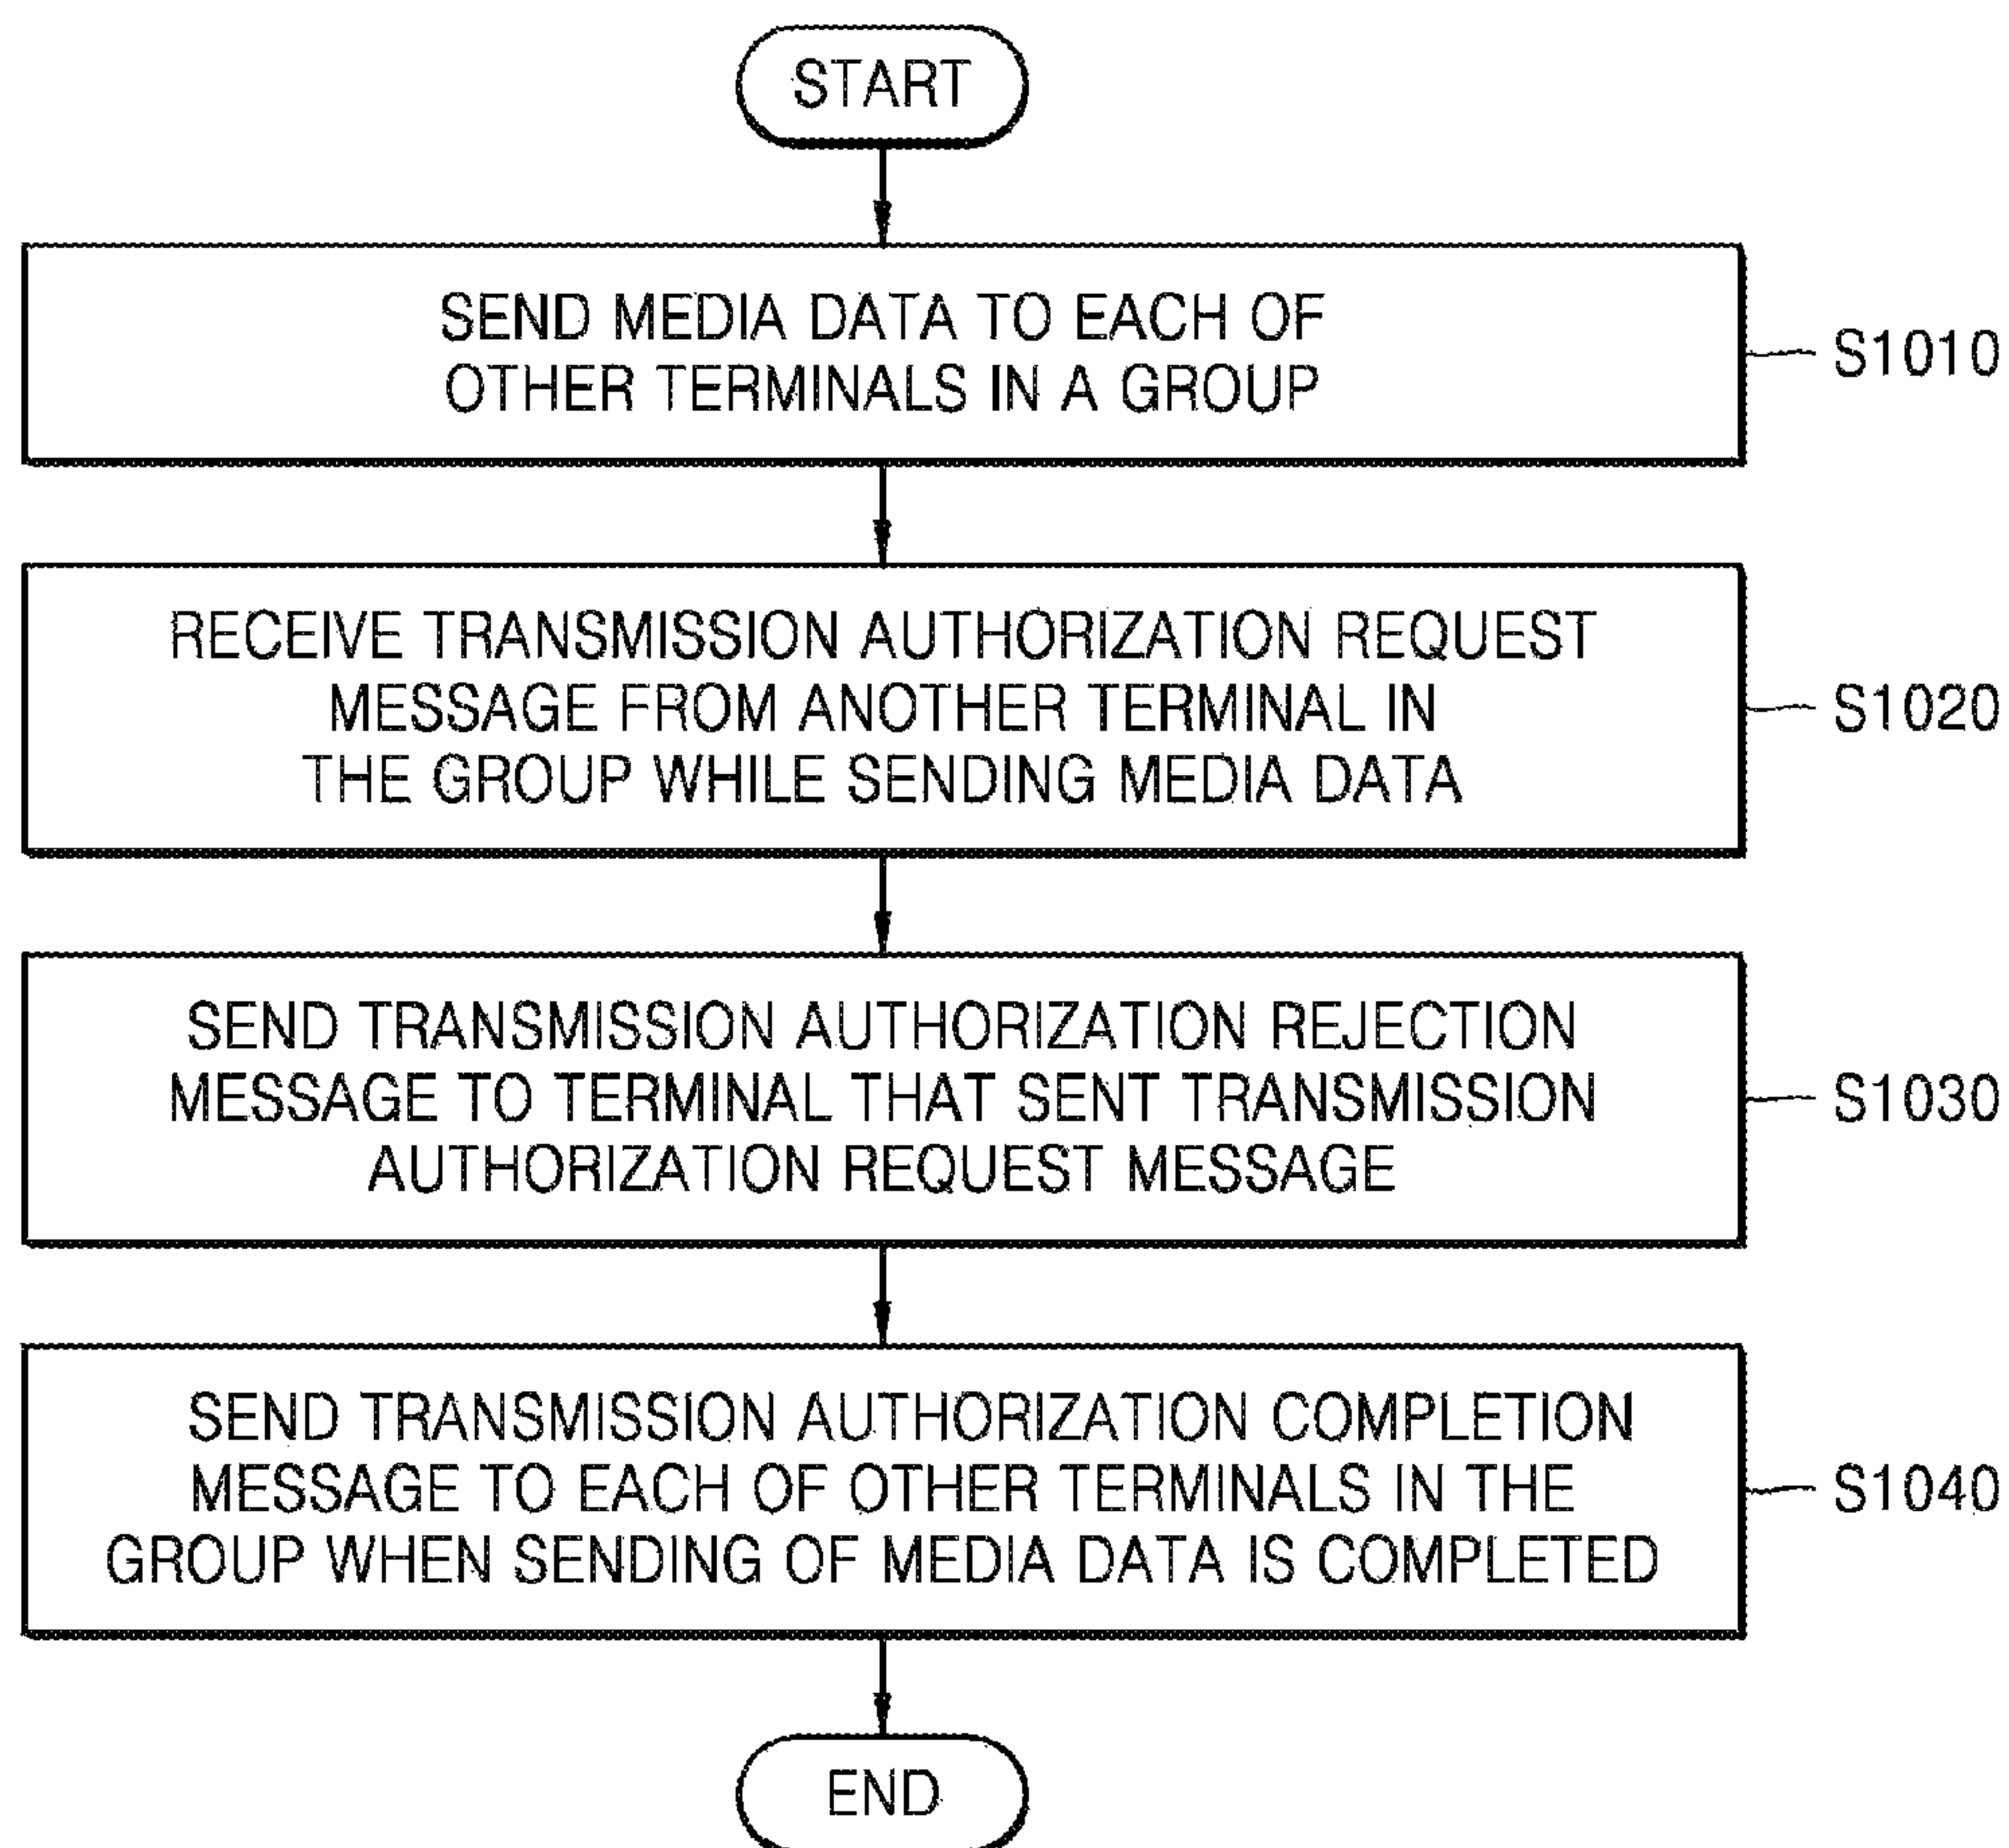 START
SEND MEDIA DATA TO EACH OF
OTHER TERMINALS IN A GROUP
S1010
RECEIVE TRANSMISSION AUTHORIZATION REQUEST
MESSAGE FROM ANOTHER TERMINAL IN
THE GROUP WHILE SENDING MEDIA DATA
S1020
SEND TRANSMISSION AUTHORIZATION REJECTION
MESSAGE TO TERMINAL THAT SENT TRANSMISSION
AUTHORIZATION REQUEST MESSAGE
S1030
SEND TRANSMISSION AUTHORIZATION COMPLETION
MESSAGE TO EACH OF OTHER TERMINALS IN THE
GROUP WHEN SENDING OF MEDIA DATA IS COMPLETED
S1040
END